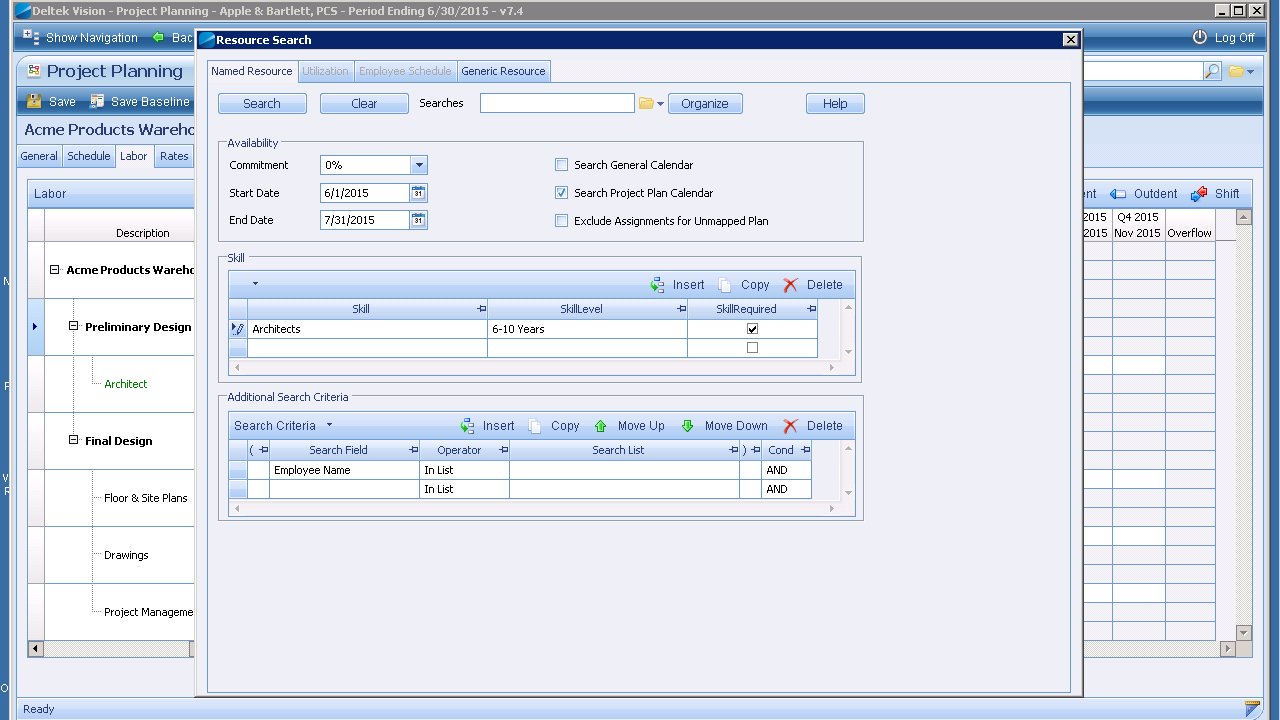 Deltek Vision - Project Planning - Apple & Bartlett, PCS - Period Ending 6/30/2015 - v7.4
Show Navigation Bac Log Off
Resource Search
Project Planning
Named Resource Utilization Employee Schedule Generic Resource
Save Save Baseline
Search Clear Searches Organize Help
Acme Products Wareho
General Schedule Labor Rates
Availability
Commitment 0% Search General Calendar
Start Date 6/1/2015 31 Search Project Plan Calendar
End Date 7/31/2015 31 Exclude Assignments for Unmapped Plan
Labor
nt Outdent Shift
2015 Q4 2015
Description 2015 Nov 2015 Overflow
Skill
Insert Copy Delete
Skill SkillLevel SkillRequired
Architects 6-10 Years
Acme Products Wareho
Preliminary Design
Architect
Final Design
Floor & Site Plans
Drawings
Project Manageme
Additional Search Criteria
Search Criteria Insert Copy Move Up Move Down Delete
( Search Field Operator Search List ) Cond
Employee Name In List AND
In List AND
Ready